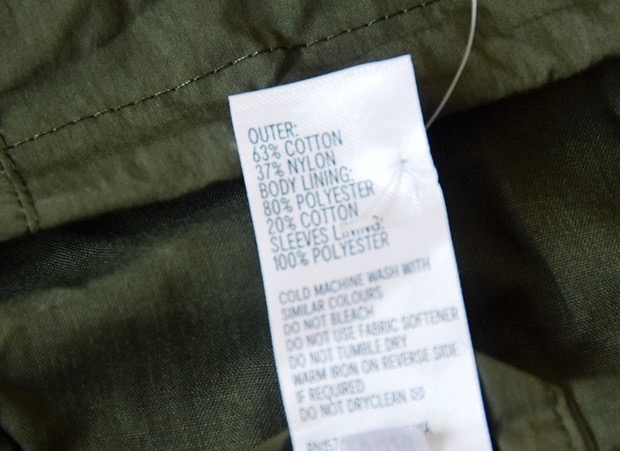 OUTER:
63% COTTON
37% NYLON
BODY LINING:
80% POLYESTER
20% COTTON
SLEEVES LINING:
100% POLYESTER
COLD MACHINE WASH WITH
SIMILAR COLOURS
DO NOT BLEACH
DO NOT USE FABRIC SOFTENER
DO NOT TUMBLE DRY
WARM IRON ON REVERSE SIDE
IF REQUIRED
DO NOT DRYCLEAN